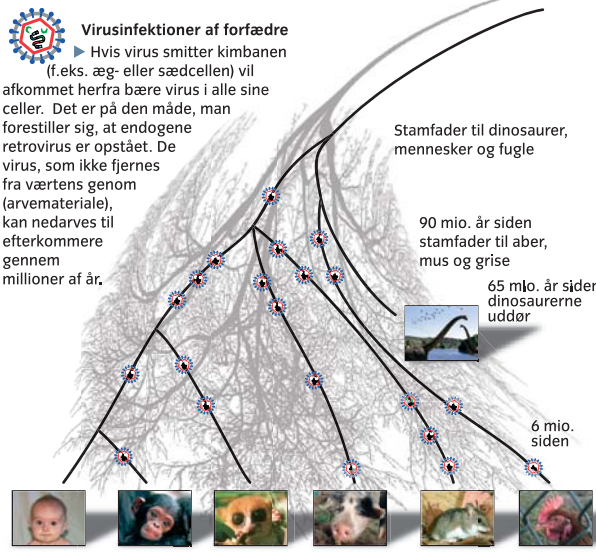 Virusinfektioner af forfædre
Hvis virus smitter kimbanen
(f.eks. æg- eller sædcellen) vil
afkommet herfra bære virus i alle sine
celler. Det er på den måde, man
forestiller sig, at endogene
retrovirus er opstået. De
virus, som ikke fjernes
fra værtens genom
(arvemateriale),
kan nedarves til
efterkommere
gennem
millioner af år.
Stamfader til dinosaurer,
mennesker og fugle
90 mio. år siden
stamfader til aber,
mus og grise
65 mio. år siden
dinosaurerne
uddør
6 mio.
siden